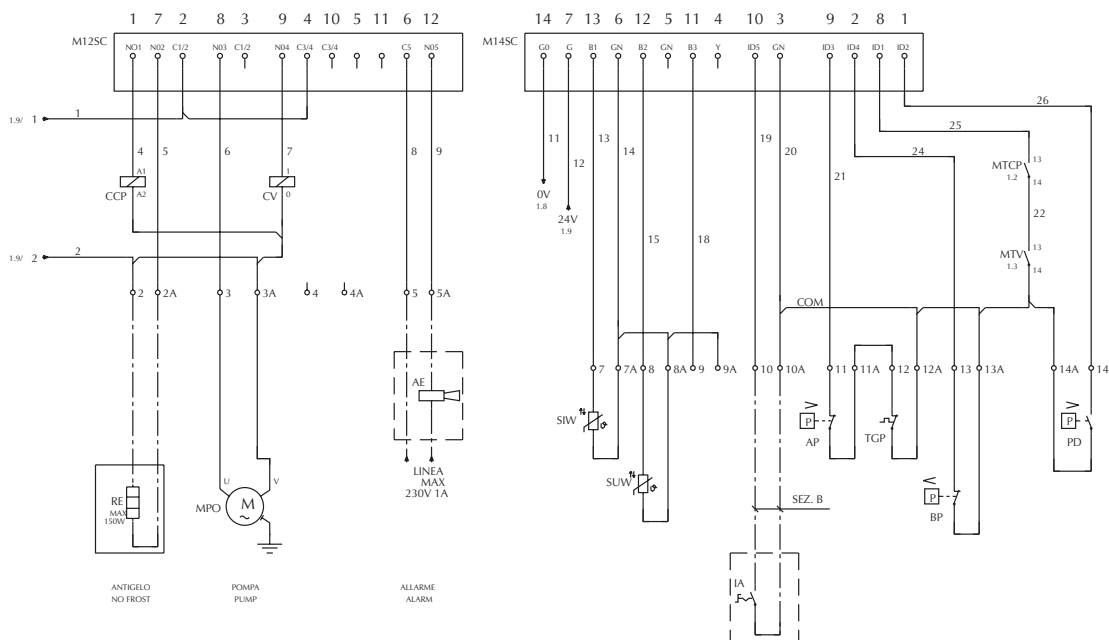 1 7 2 8 3 9 4 10 5 11 6 12
14 7 13 6 12 5 11 4 10 3 9 2 8 1
M12SC
NO1 N02 C1/2 N03 C1/2 N04 C3/4 C3/4 C5 N05
M14SC
G0 G B1 GN B2 GN B3 Y ID5 GN ID3 ID4 ID1 ID2
1.9/ 1
1
26
25
24
4 5 6 7 8 9
11 12 13 14 19 20 21
A1
A2
CCP
1
0
CV
MTCP
1.2
13
14
0V
1.8
24V
1.9
22
15 18
1.9/ 2
2
MTV
1.3
13
14
2 2A 3 3A 4 4A 5 5A
COM
7 7A 8 8A 9 9A 10 10A 11 11A 12 12A 13 13A 14A 14
AE
SIW
P
AP
TGP
P
PD
LINEA
MAX
230V 1A
SUW
P
BP
RE
MAX
150W
U V
MPO
M
~
SEZ. B
IA
ANTIGELO
NO FROST
POMPA
PUMP
ALLARME
ALARM